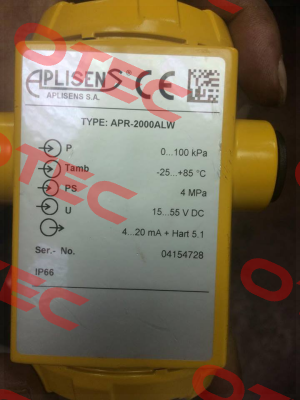 APLISENS® CE
APLISENS S.A.
TYPE: APR-2000ALW
P 0...100 kPa
Tamb -25...+85 °C
PS 4 MPa
U 15...55 V DC
4...20 mA + Hart 5.1
Ser.- No. 04154728
IP66
OTEC
OTEC
OTEC